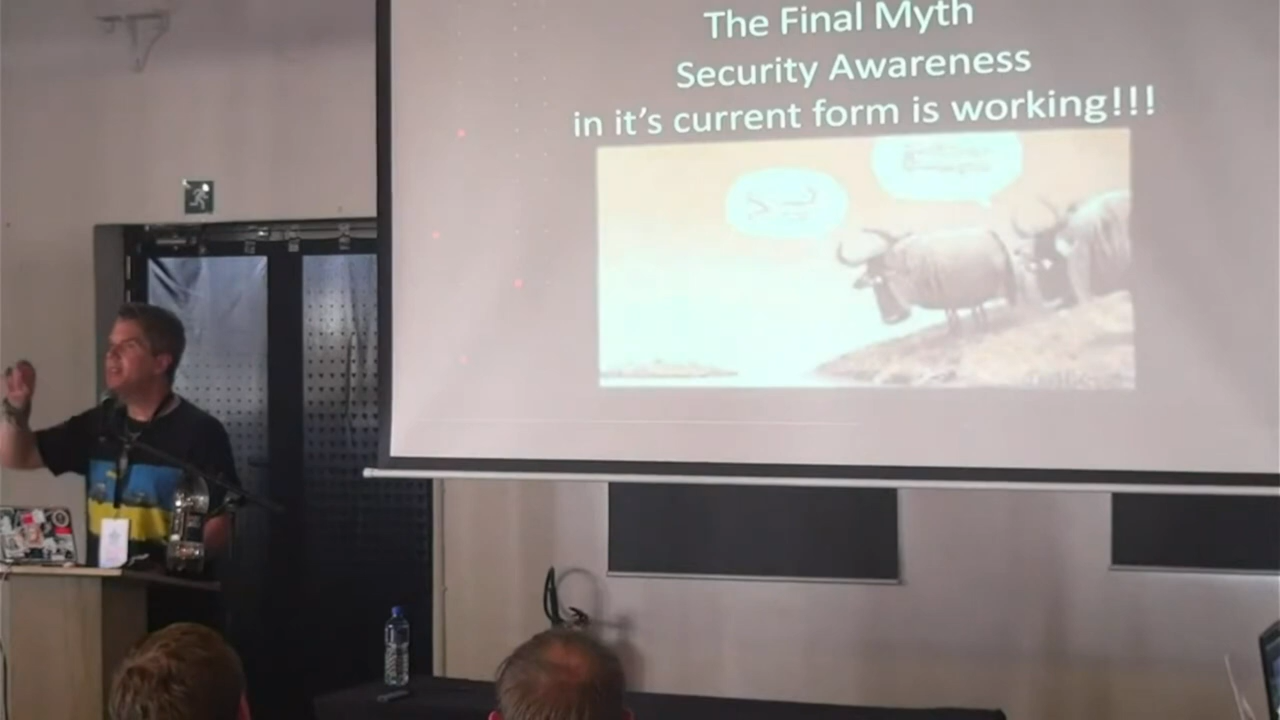 The Final Myth
Security Awareness
in it's current form is working!!!